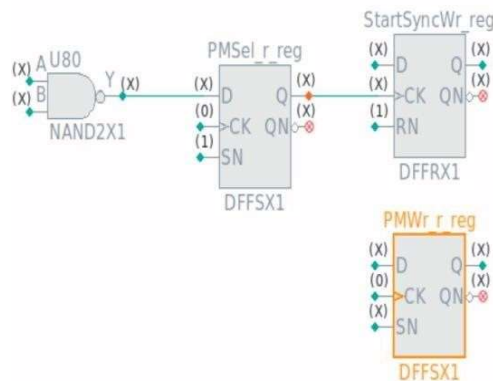 StartSyncWr_reg
U80
PMSel_r_reg
(X) A
(X) B
Y (X)
NAND2X1
(X) D
(0) CK
(1) SN
Q (X)
QN (X)
DFFSX1
(X) D
(X) CK
(1) RN
Q (X)
QN (X)
DFFRX1
PMWr_r_reg
(X) D
(0) CK
(X) SN
Q (X)
QN (X)
DFFSX1